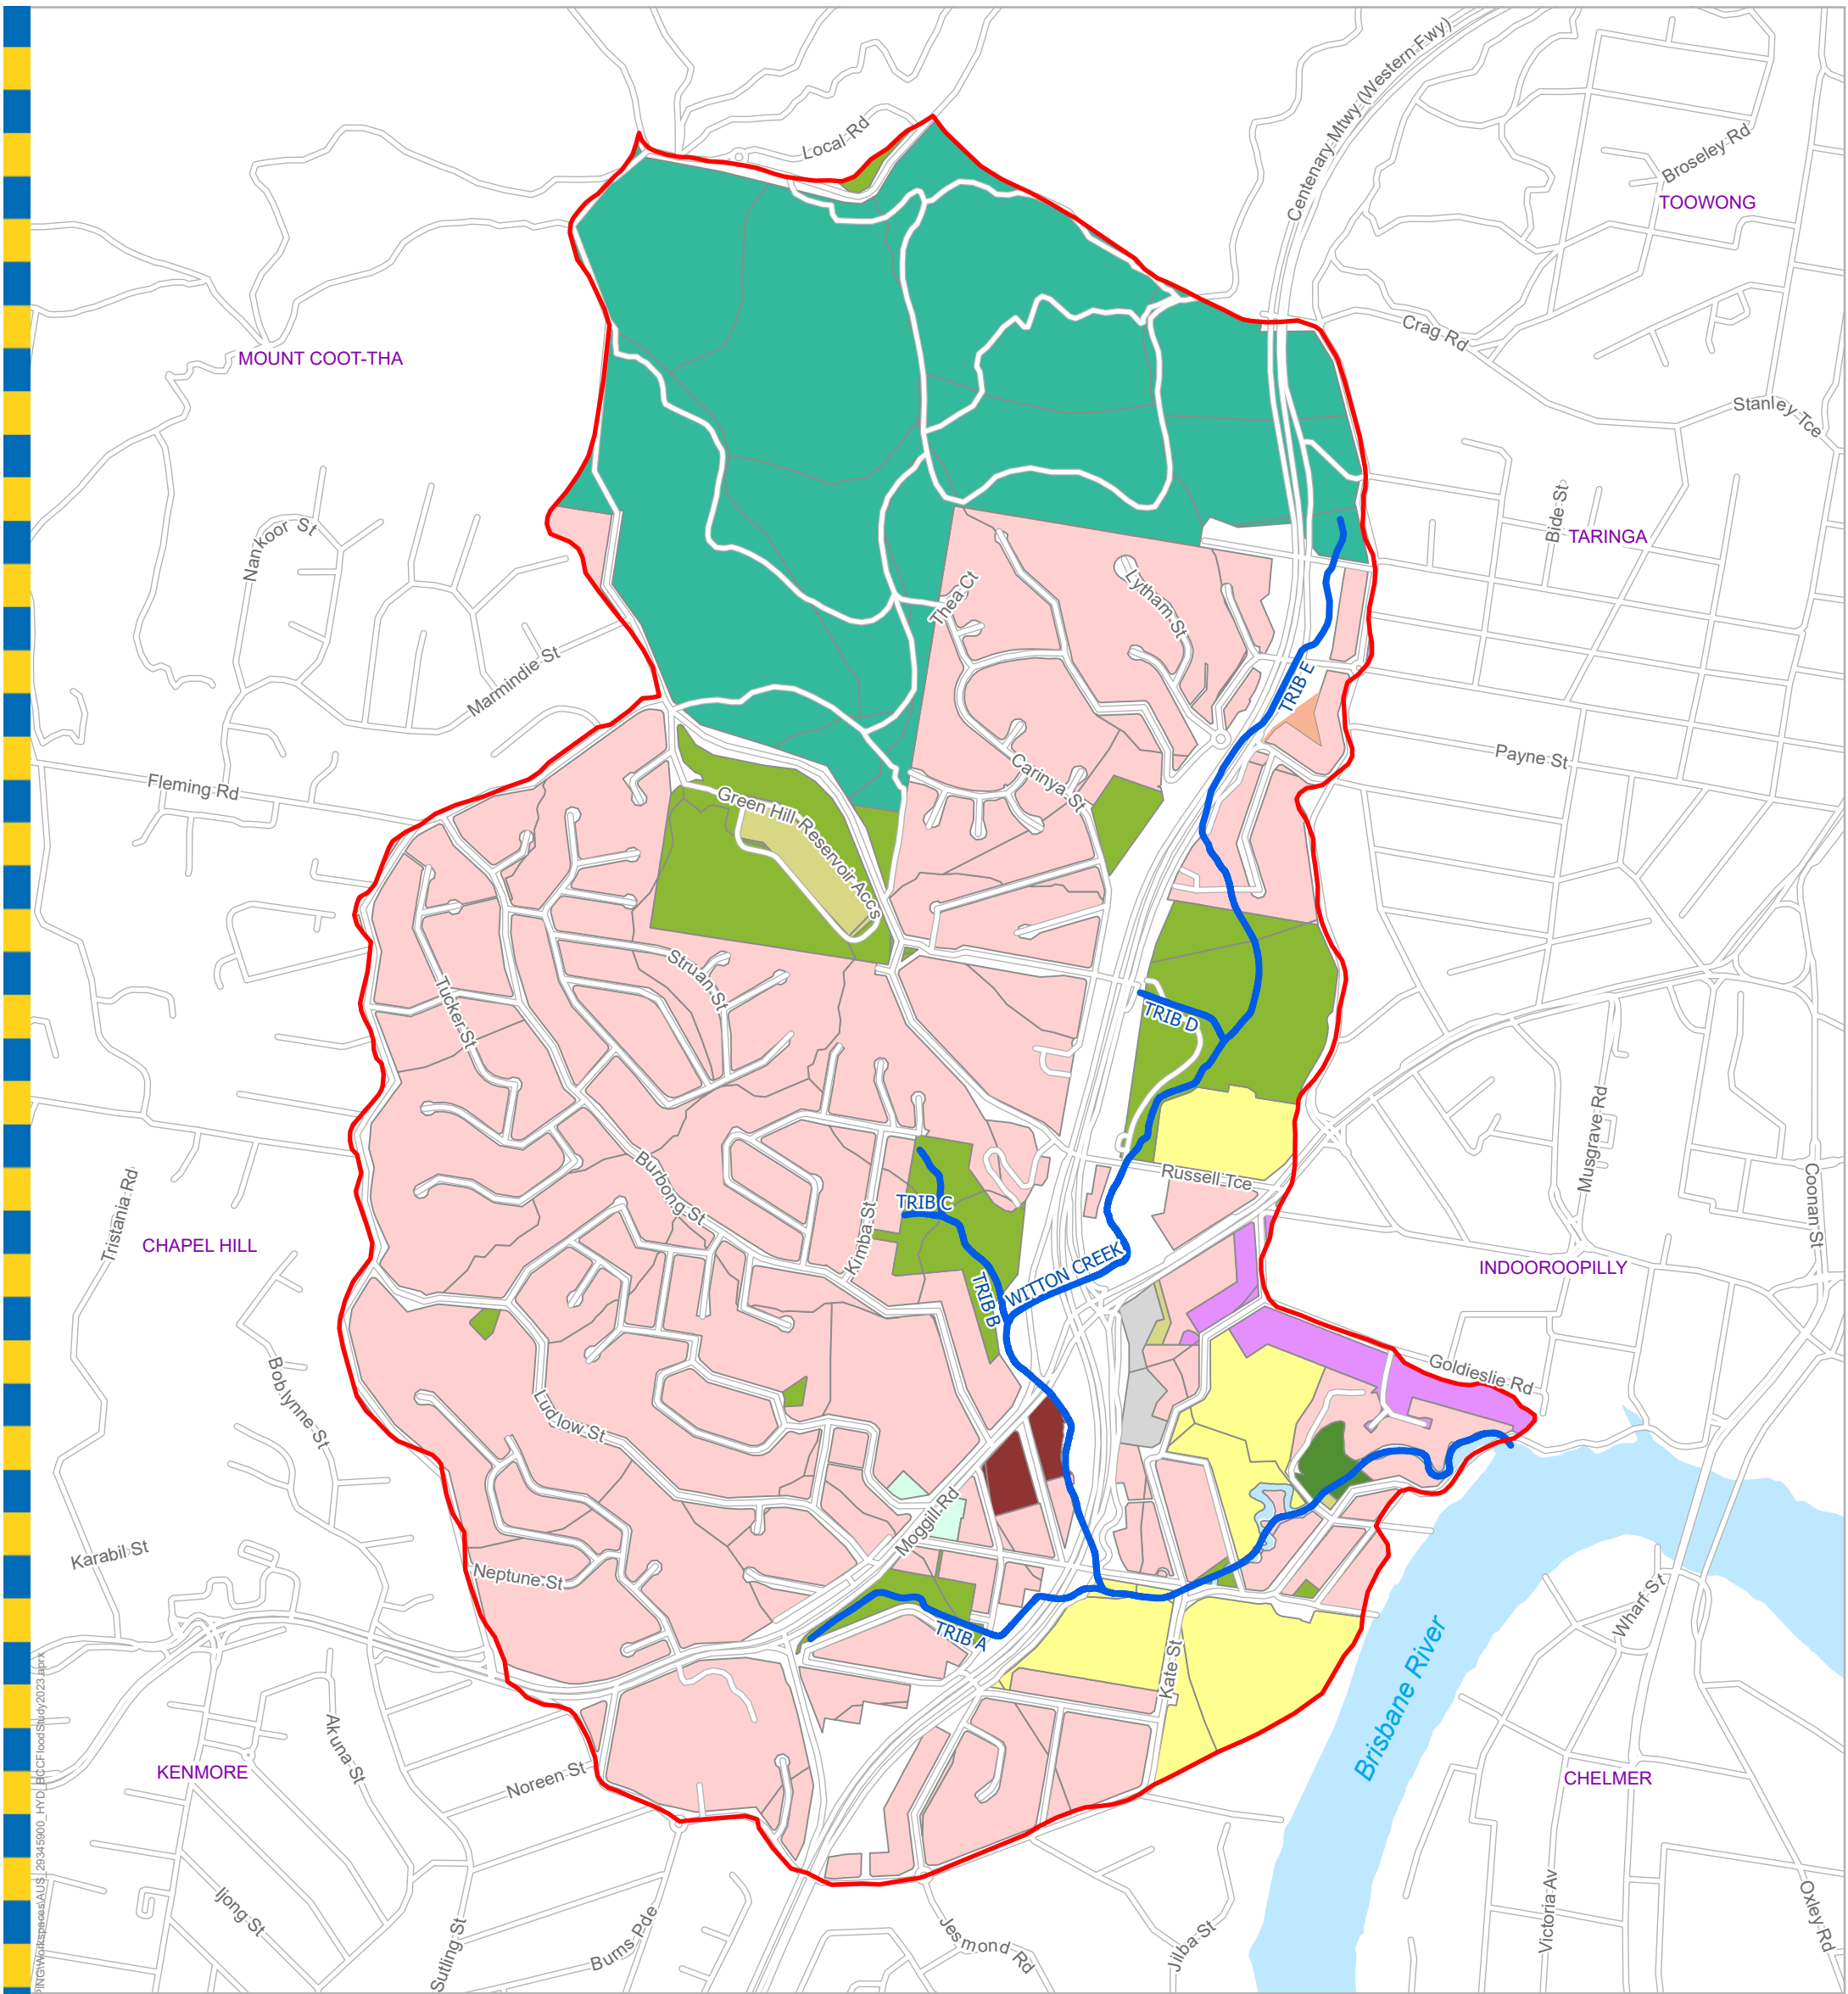 Local Rd
Centenary Mtwy (Western Fwy)
Broseley Rd
TOOWONG
Crag Rd
MOUNT COOT-THA
Stanley Tce
Nankoor St
Bide St
TARINGA
Thea Ct
Lytham St
Marmindie St
TRIB E
Payne St
Carinya St
Fleming Rd
Green Hill Reservoir Accs
Struan St
Tucker St
TRIB D
Musgrave Rd
Russell Tce
Burbong St
Tristania Rd
TRIB C
Kimba St
Coonan St
CHAPEL HILL
WITTON CREEK
INDOOROOPILLY
TRIB B
Goldieslie Rd
Boblynne St
Ludlow St
Moggill Rd
Karabil St
Neptune St
Wharf St
TRIB A
Kate St
Brisbane River
Akuna St
KENMORE
Noreen St
CHELMER
Ijong St
Sutling St
Burns Pde
Jesmond Rd
Jilba St
Victoria Av
Oxley Rd
PING\Workspaces\AUS_29345900_HYD_BCCFloodStudy2023.aprx